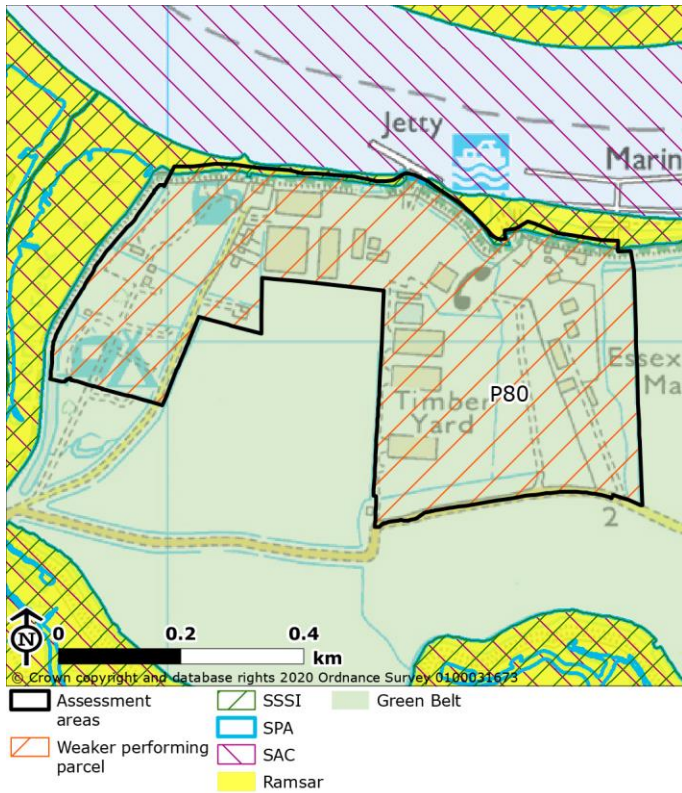 Jetty
Marin
Essex
Ma
P80
Timber
Yard
2
N
0 0.2 0.4
km
© Crown copyright and database rights 2020 Ordnance Survey 0100031673
Assessment
areas
Weaker performing
parcel
SSSI
SPA
SAC
Ramsar
Green Belt